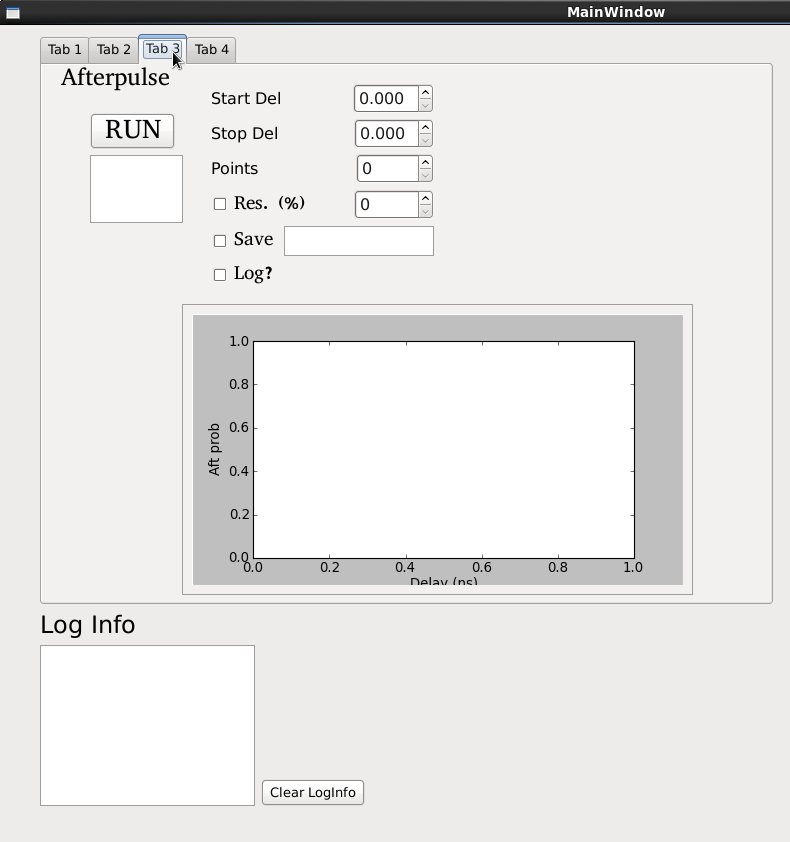 MainWindow
Tab 1 Tab 2 Tab 3 Tab 4
Afterpulse
Start Del 0.000
RUN
Stop Del 0.000
Points 0
Res. (%) 0
Save
Log?
1.0
0.8
0.6
0.4
0.2
0.0
Aft prob
0.0 0.2 0.4 0.6 0.8 1.0
Delay (ns)
Log Info
Clear LogInfo